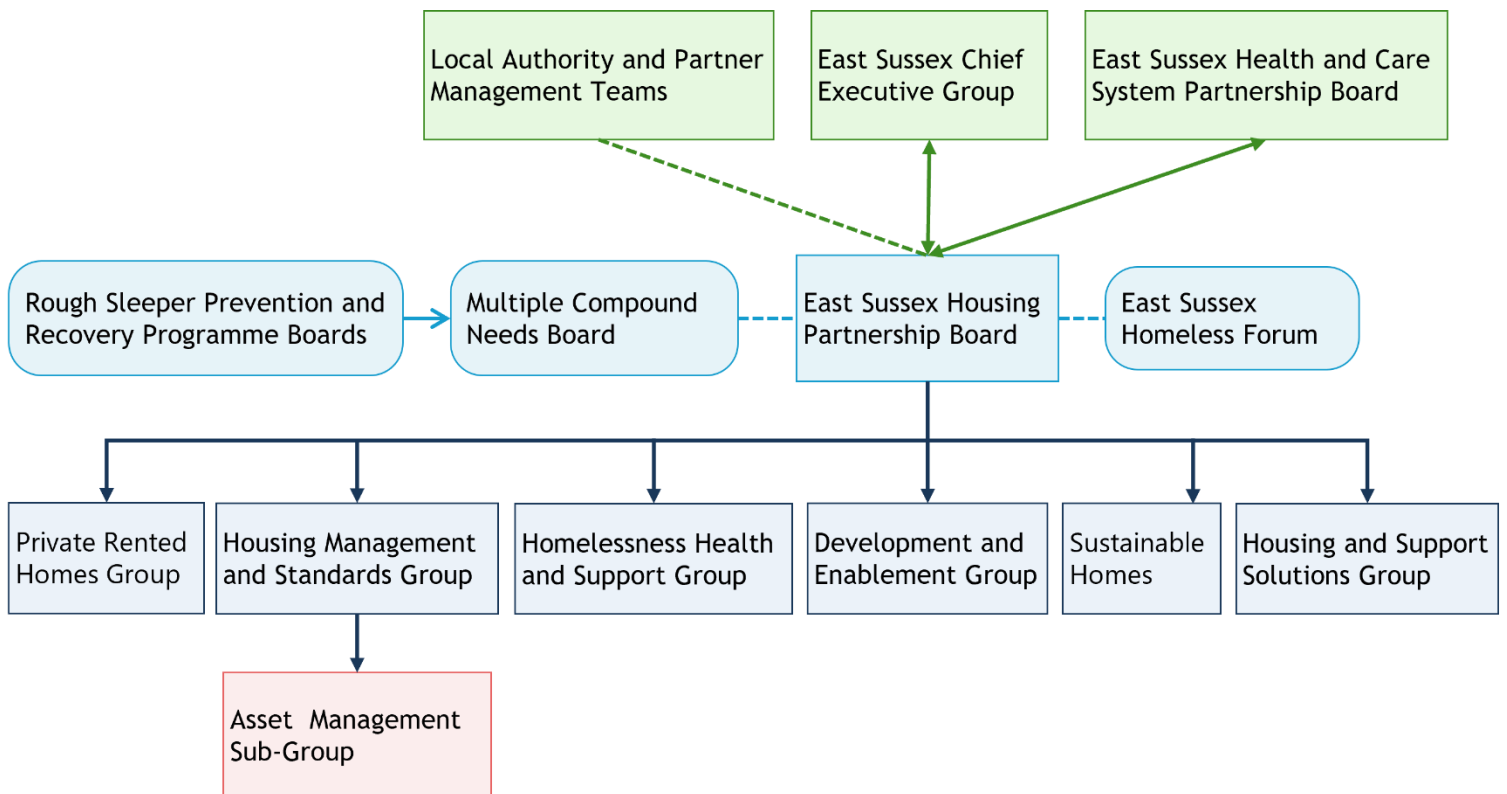 Local Authority and Partner
Management Teams
East Sussex Chief
Executive Group
East Sussex Health and Care
System Partnership Board
Rough Sleeper Prevention and
Recovery Programme Boards
Multiple Compound
Needs Board
East Sussex Housing
Partnership Board
East Sussex
Homeless Forum
Private Rented
Homes Group
Housing Management
and Standards Group
Homelessness Health
and Support Group
Development and
Enablement Group
Sustainable
Homes
Housing and Support
Solutions Group
Asset  Management
Sub-Group